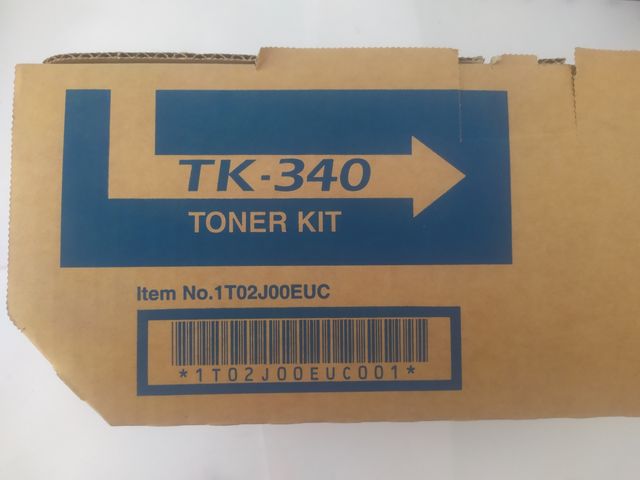 TK-340
TONER KIT
Item No.1T02J00EUC
*1T02J00EUC001*